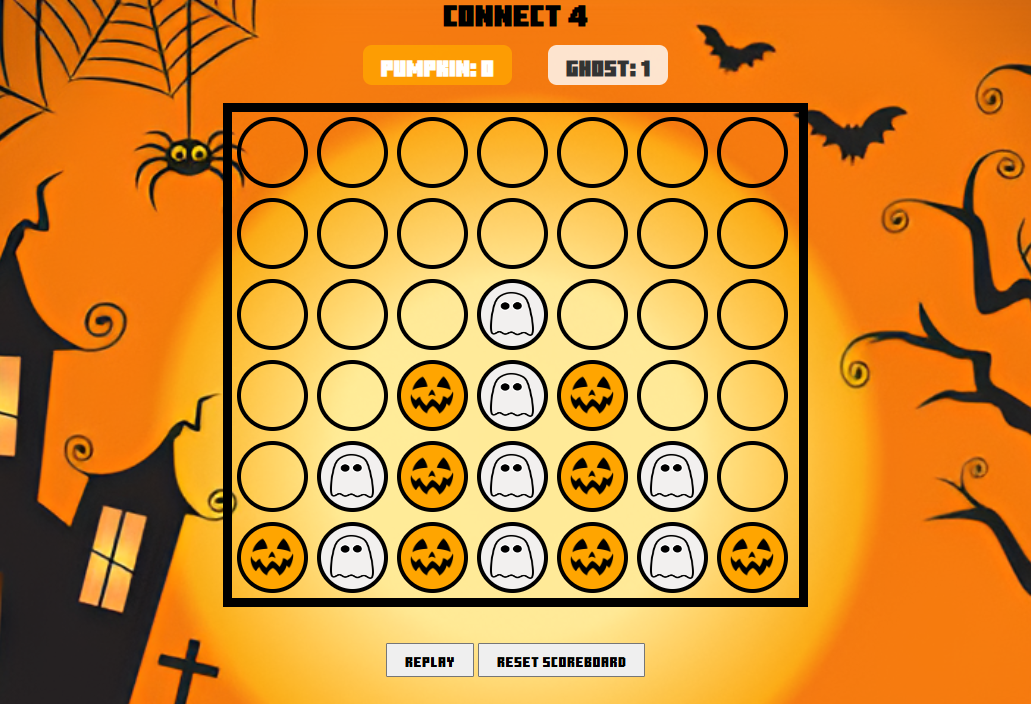 CONNECT 4
PUMPKIN: 0
GHOST: 1
REPLAY
RESET SCOREBOARD